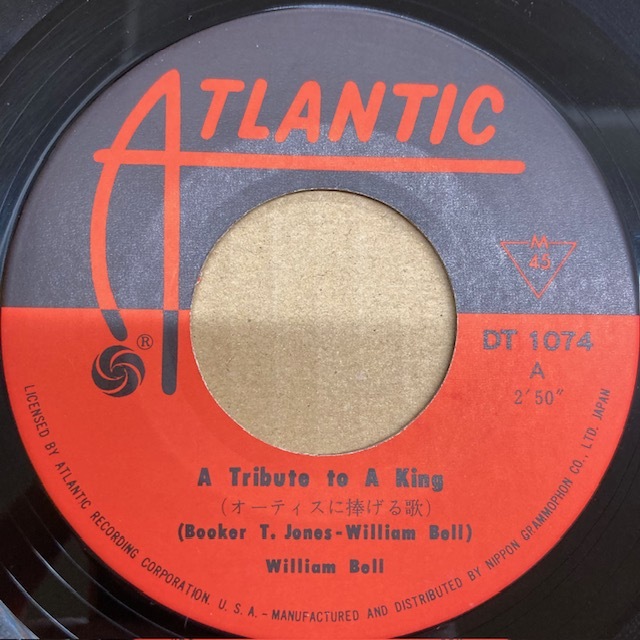 ATLANTIC
®
M
45
DT 1074
A
2′50″
A Tribute to A King
(オーティスに捧げる歌)
(Booker T. Jones-William Bell)
William Bell
LICENSED BY ATLANTIC RECORDING CORPORATION, U.S.A.-MANUFACTURED AND DISTRIBUTED BY NIPPON GRAMMOPHON CO., LTD. JAPAN